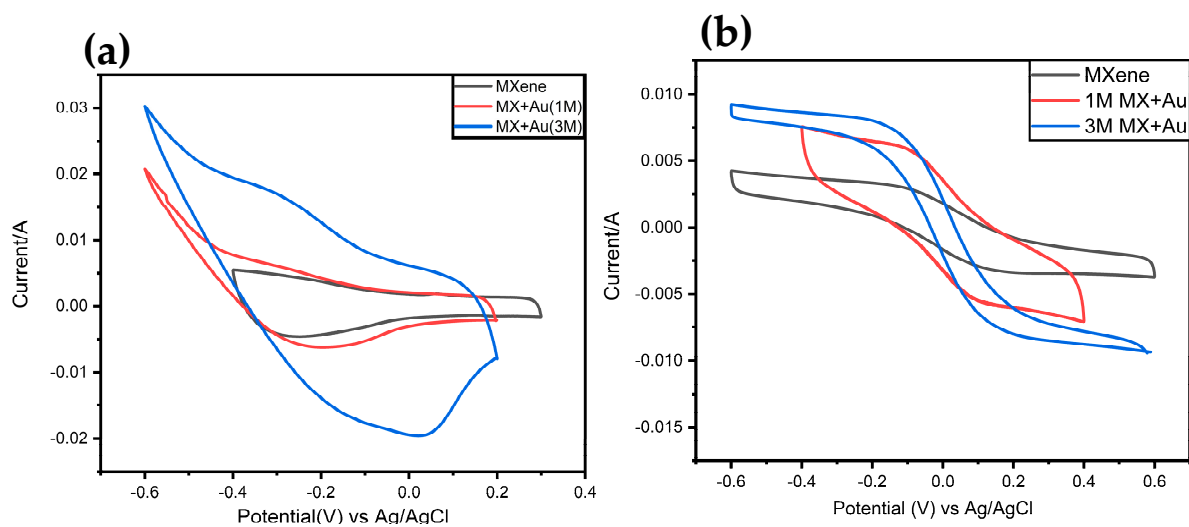 (a)
MXene
MX+Au(1M)
MX+Au(3M)
0.03
0.02
0.01
0.00
-0.01
-0.02
Current/A
-0.6
-0.4
-0.2
0.0
0.2
0.4
Potential(V) vs Ag/AgCl
(b)
MXene
1M MX+Au
3M MX+Au
0.010
0.005
0.000
-0.005
-0.010
-0.015
Current/A
-0.6
-0.4
-0.2
0.0
0.2
0.4
0.6
Potential (V) vs Ag/AgCl